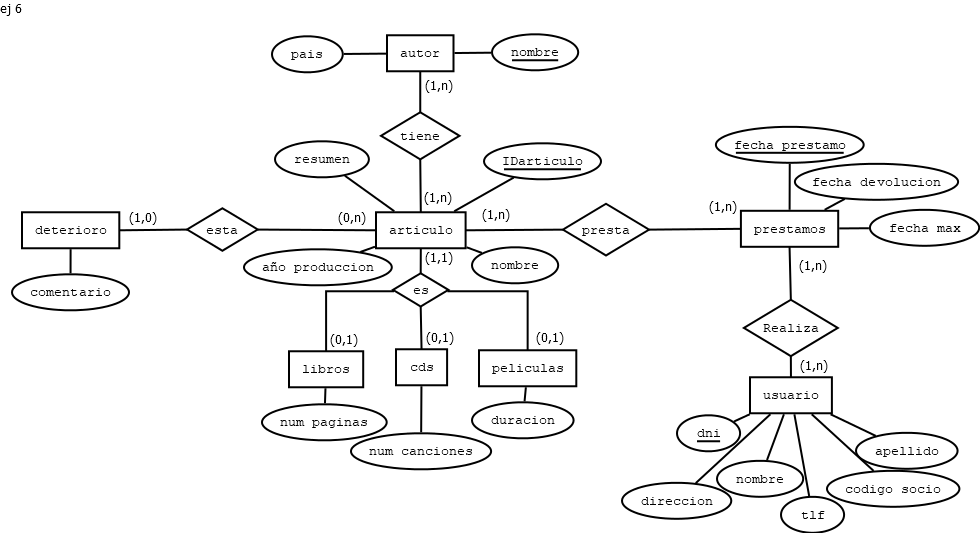 ej 6
pais
autor
nombre
(1,n)
tiene
resumen
IDarticulo
fecha prestamo
fecha devolucion
(1,n)
(1,0)
(0,n)
(1,n)
(1,n)
deterioro
esta
articulo
presta
prestamos
fecha max
año produccion
(1,1)
nombre
(1,n)
comentario
es
Realiza
(0,1)
(0,1)
(0,1)
libros
cds
peliculas
(1,n)
usuario
num paginas
duracion
num canciones
dni
apellido
nombre
codigo socio
direccion
tlf